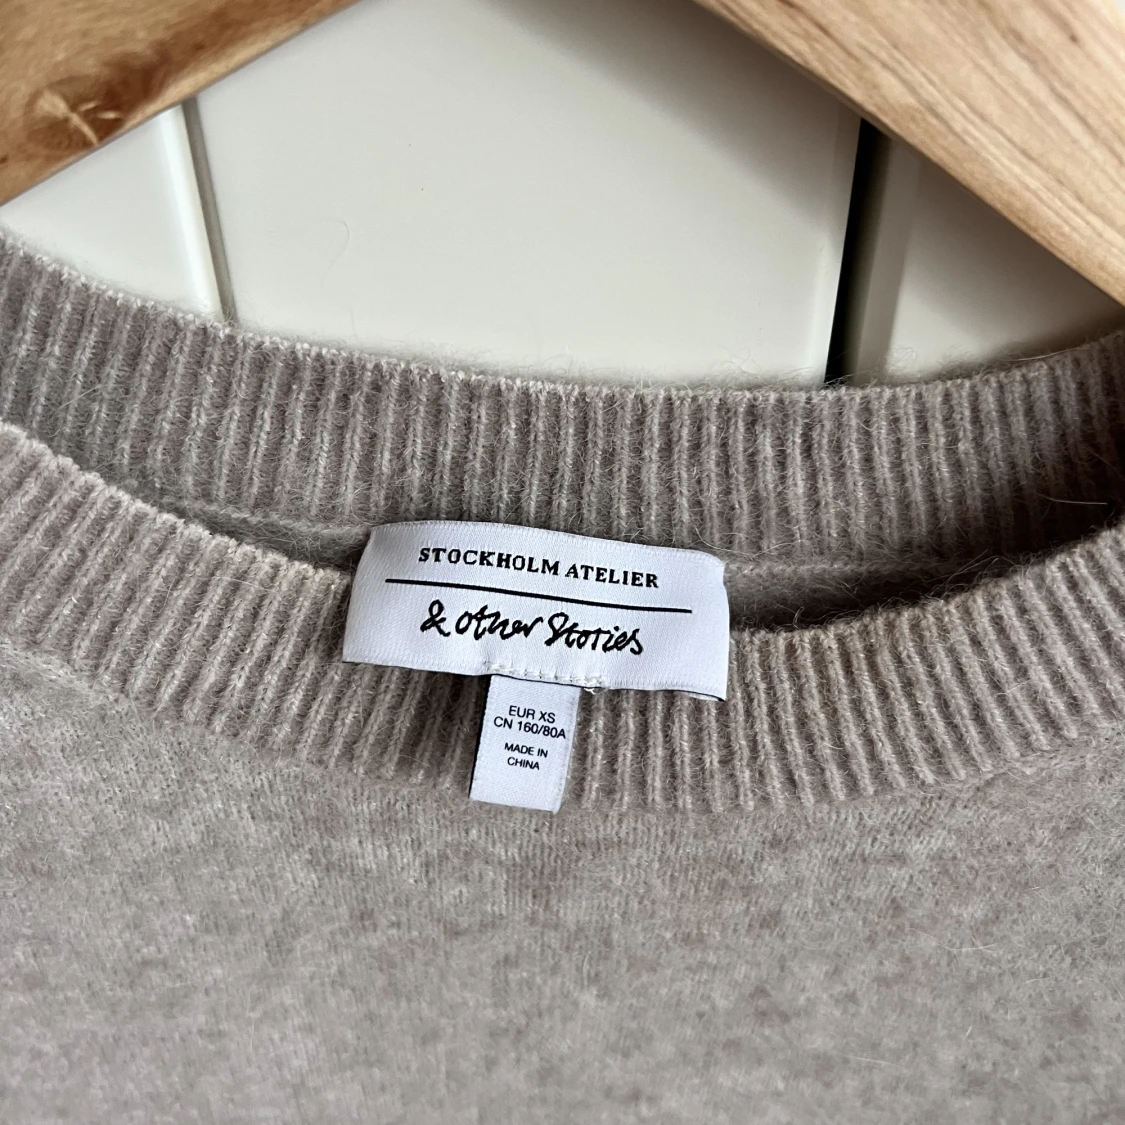 STOCKHOLM ATELIER
& other Stories
EUR XS
CN 160/80A
MADE IN
CHINA